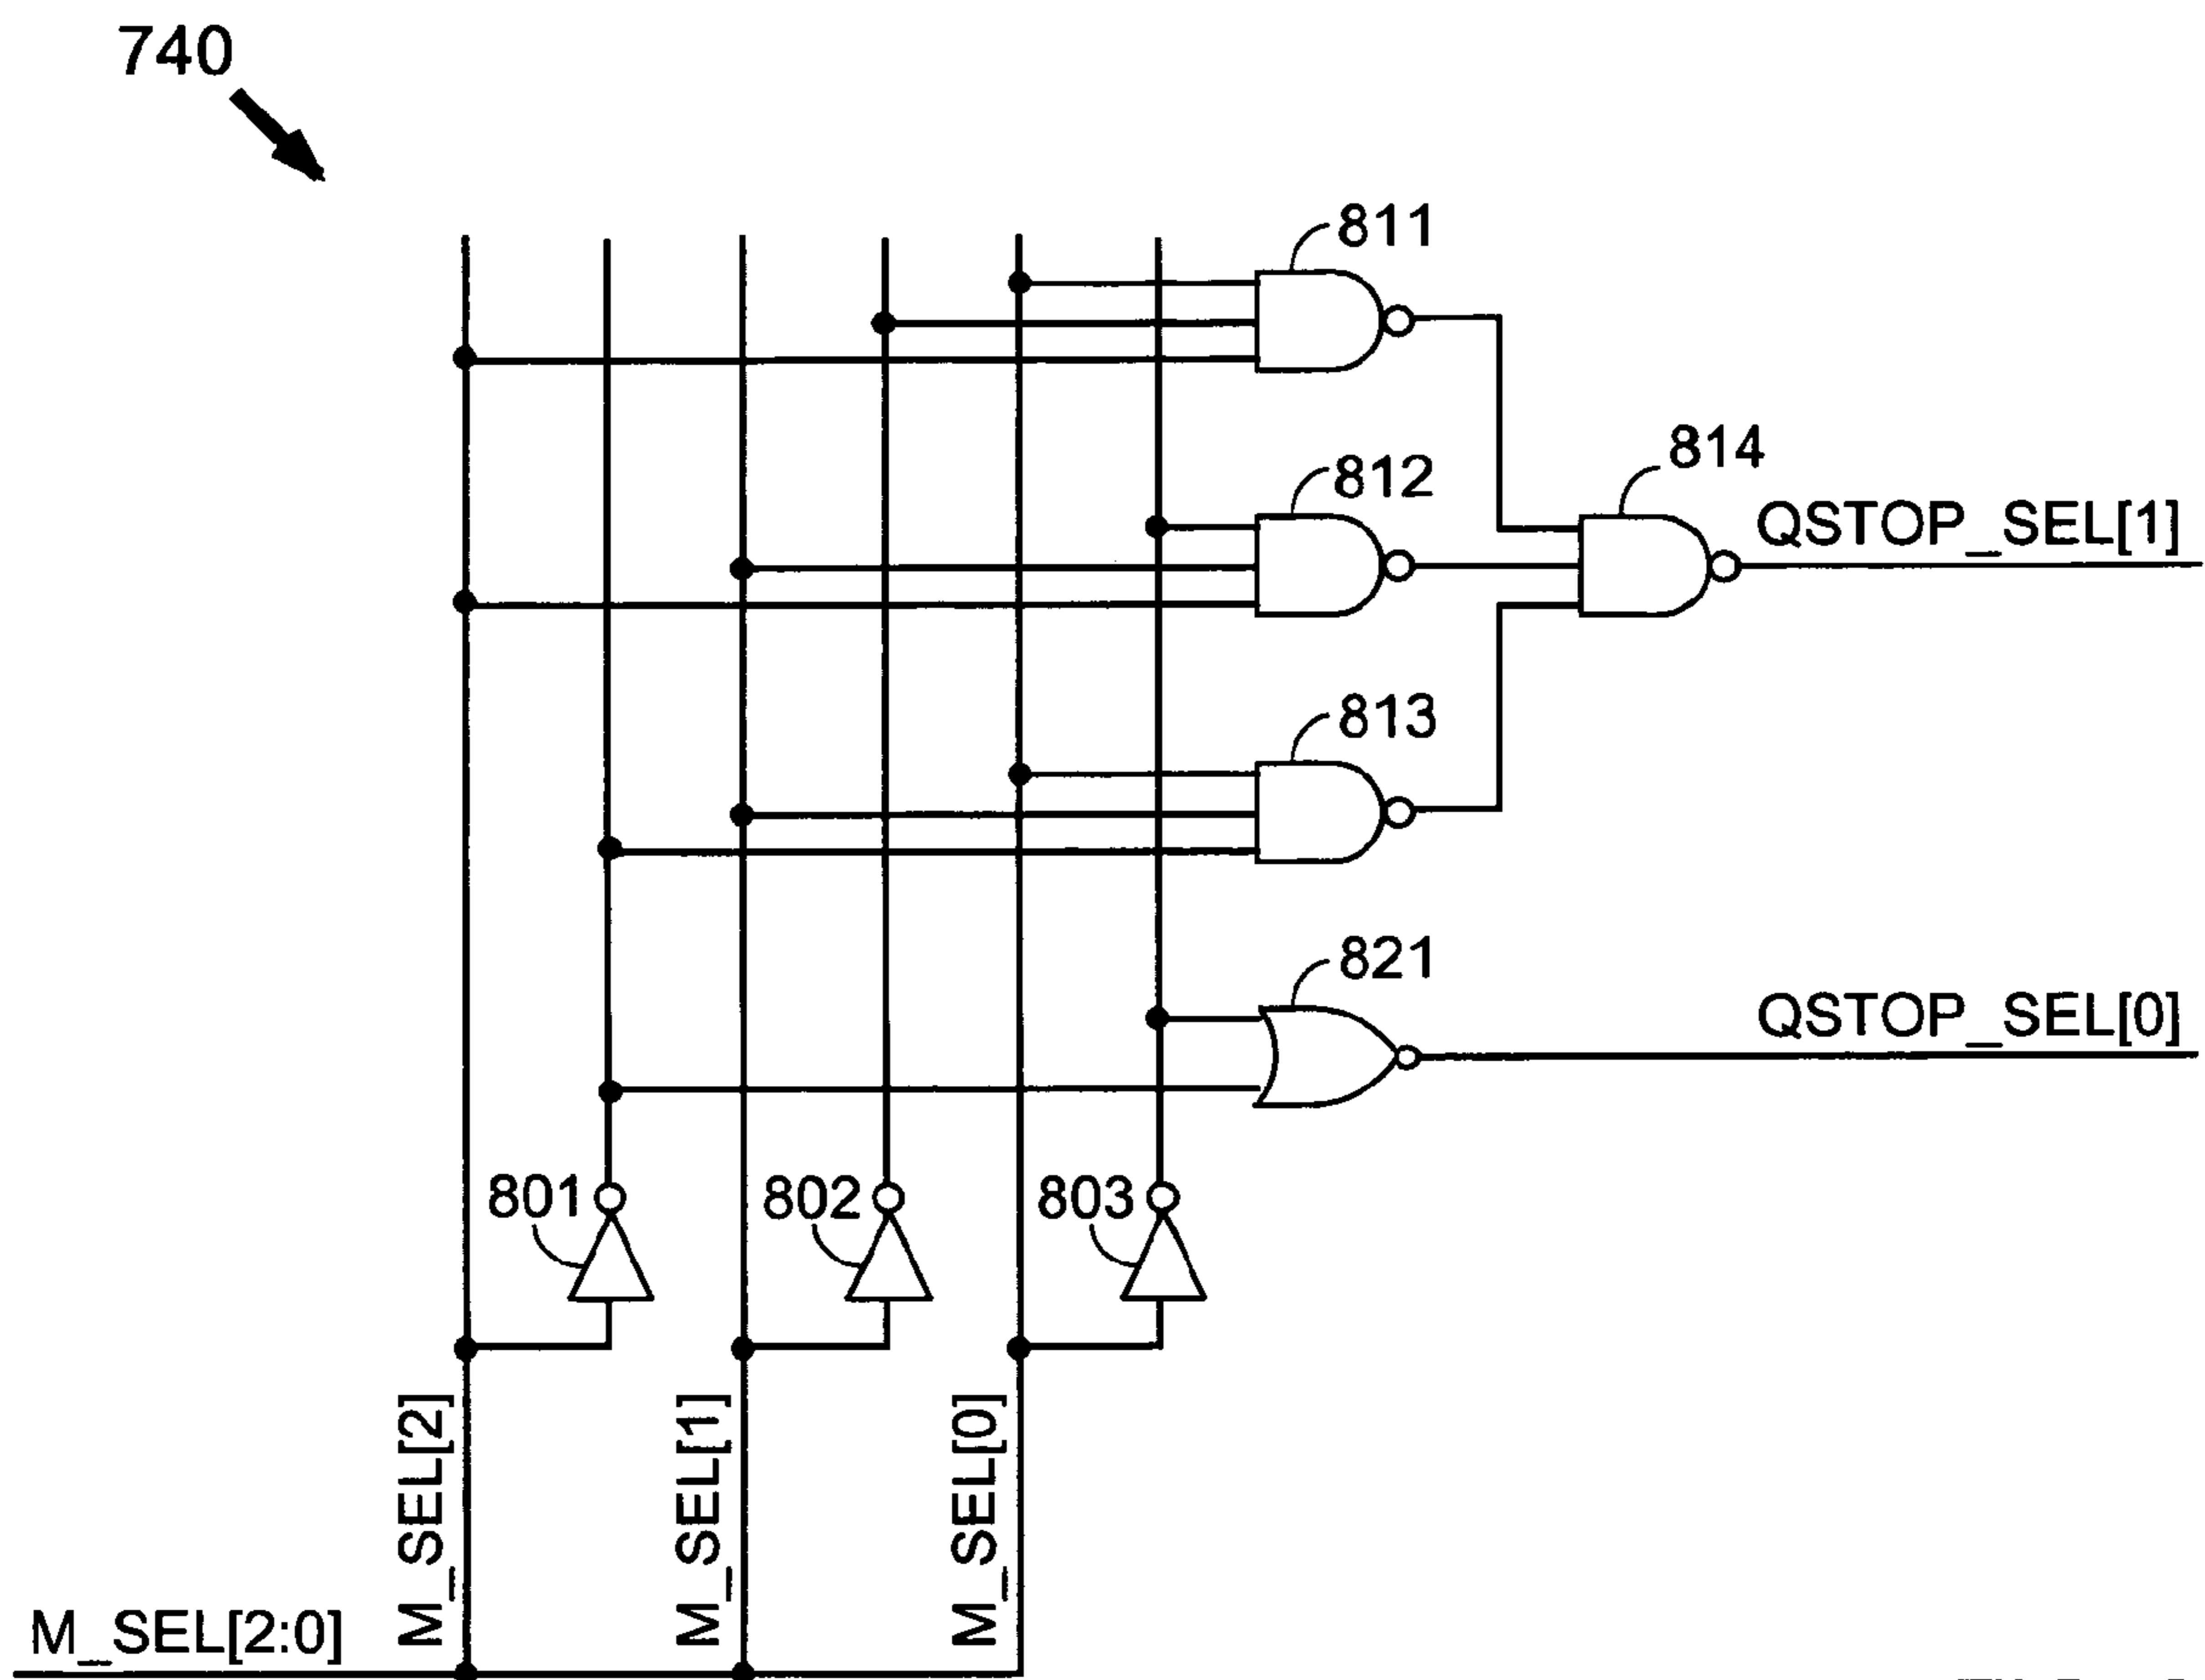 740
811
812
814
QSTOP_SEL[1]
813
821
QSTOP_SEL[0]
801
802
803
M_SEL[2]
M_SEL[1]
M_SEL[0]
M_SEL[2:0]